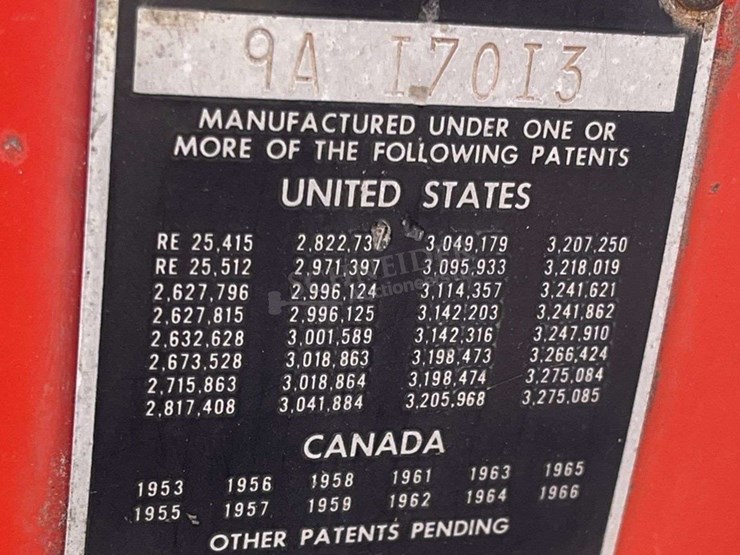 9A 17013
MANUFACTURED UNDER ONE OR
MORE OF THE FOLLOWING PATENTS
UNITED STATES
RE 25,415 2,822,737 3,049,179 3,207,250
RE 25,512 2,971,397 3,095,933 3,218,019
2,627,796 2,996,124 3,114,357 3,241,621
2,627,815 2,996,125 3,142,203 3,241,862
2,632,628 3,001,589 3,142,316 3,247,910
2,673,528 3,018,863 3,198,473 3,266,424
2,715,863 3,018,864 3,198,474 3,275,084
2,817,408 3,041,884 3,205,968 3,275,085
CANADA
1953 1956 1958 1961 1963 1965
1955 1957 1959 1962 1964 1966
OTHER PATENTS PENDING